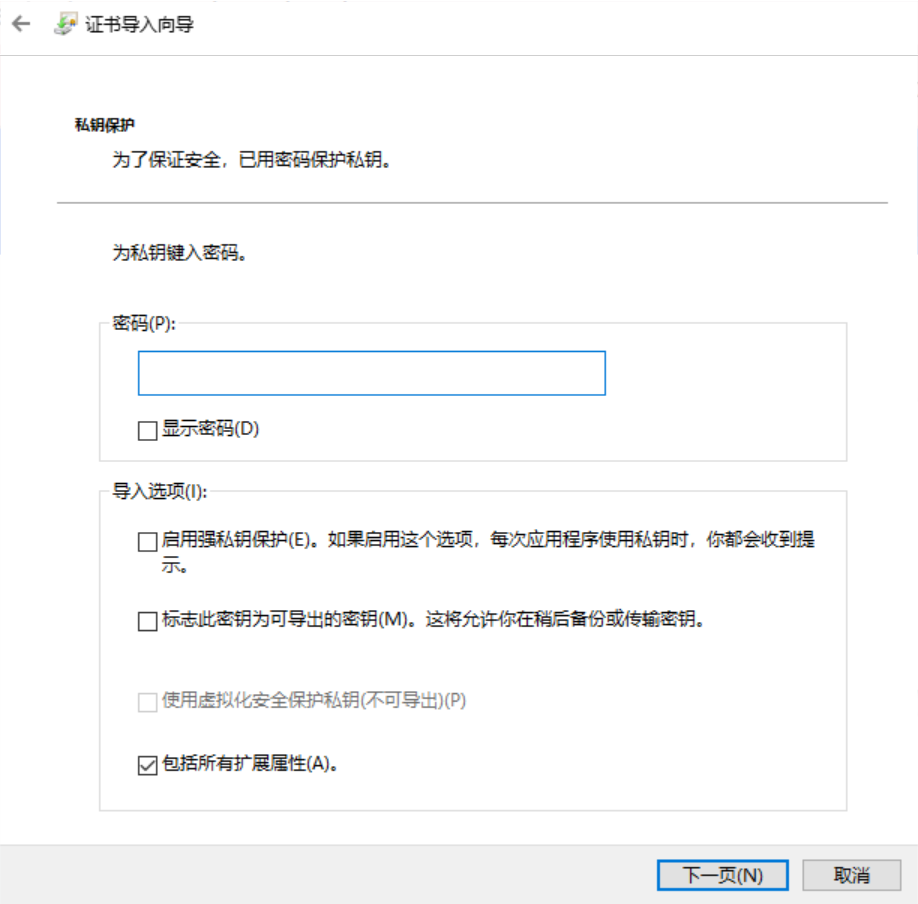 证书导入向导
私钥保护
为了保证安全，已用密码保护私钥。
为私钥键入密码。
密码(P):
显示密码(D)
导入选项(I):
启用强私钥保护(E)。如果启用这个选项，每次应用程序使用私钥时，你都会收到提
示。
标志此密钥为可导出的密钥(M)。这将允许你在稍后备份或传输密钥。
使用虚拟化安全保护私钥(不可导出)(P)
包括所有扩展属性(A)。
下一页(N)
取消